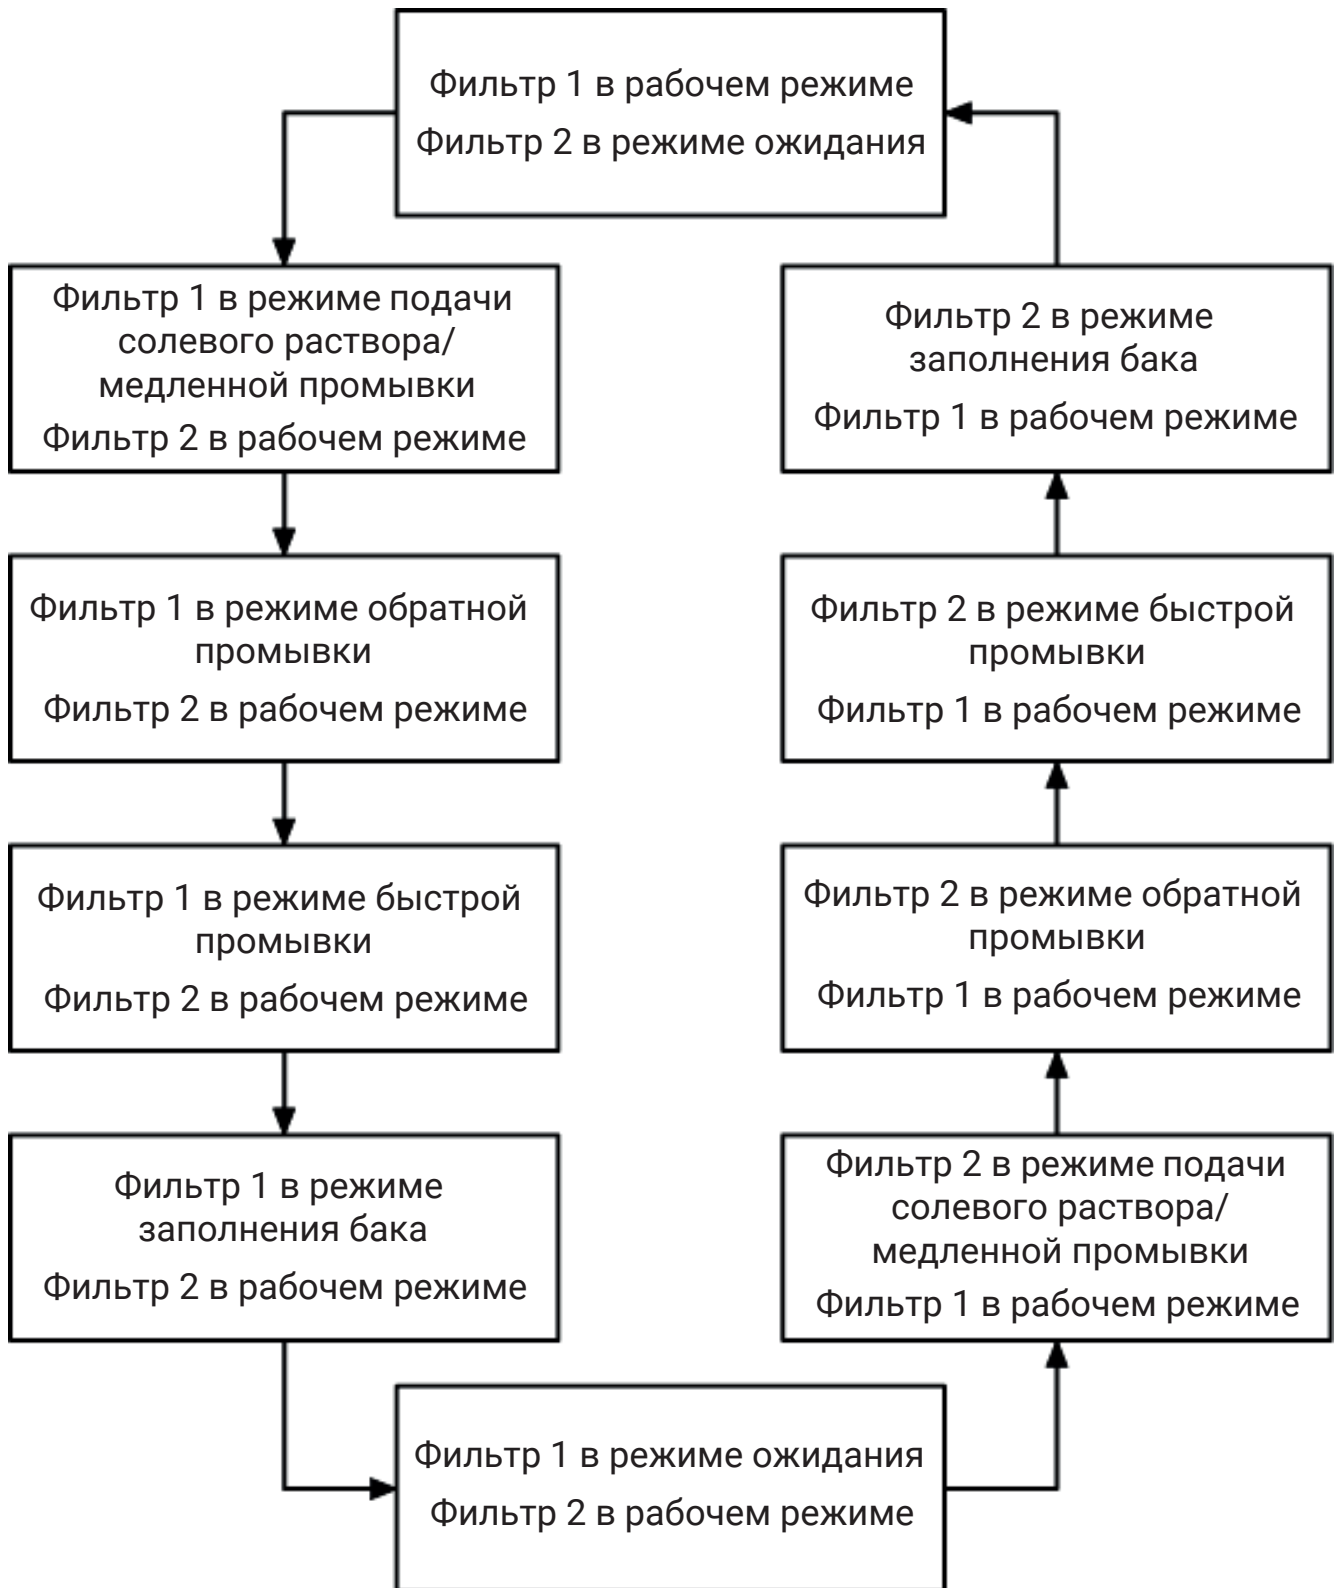 Фильтр 1 в рабочем режиме
Фильтр 2 в режиме ожидания
Фильтр 1 в режиме подачи
солевого раствора/
медленной промывки
Фильтр 2 в рабочем режиме
Фильтр 2 в режиме
заполнения бака
Фильтр 1 в рабочем режиме
Фильтр 1 в режиме обратной
промывки
Фильтр 2 в рабочем режиме
Фильтр 2 в режиме быстрой
промывки
Фильтр 1 в рабочем режиме
Фильтр 1 в режиме быстрой
промывки
Фильтр 2 в рабочем режиме
Фильтр 2 в режиме обратной
промывки
Фильтр 1 в рабочем режиме
Фильтр 1 в режиме
заполнения бака
Фильтр 2 в рабочем режиме
Фильтр 2 в режиме подачи
солевого раствора/
медленной промывки
Фильтр 1 в рабочем режиме
Фильтр 1 в режиме ожидания
Фильтр 2 в рабочем режиме